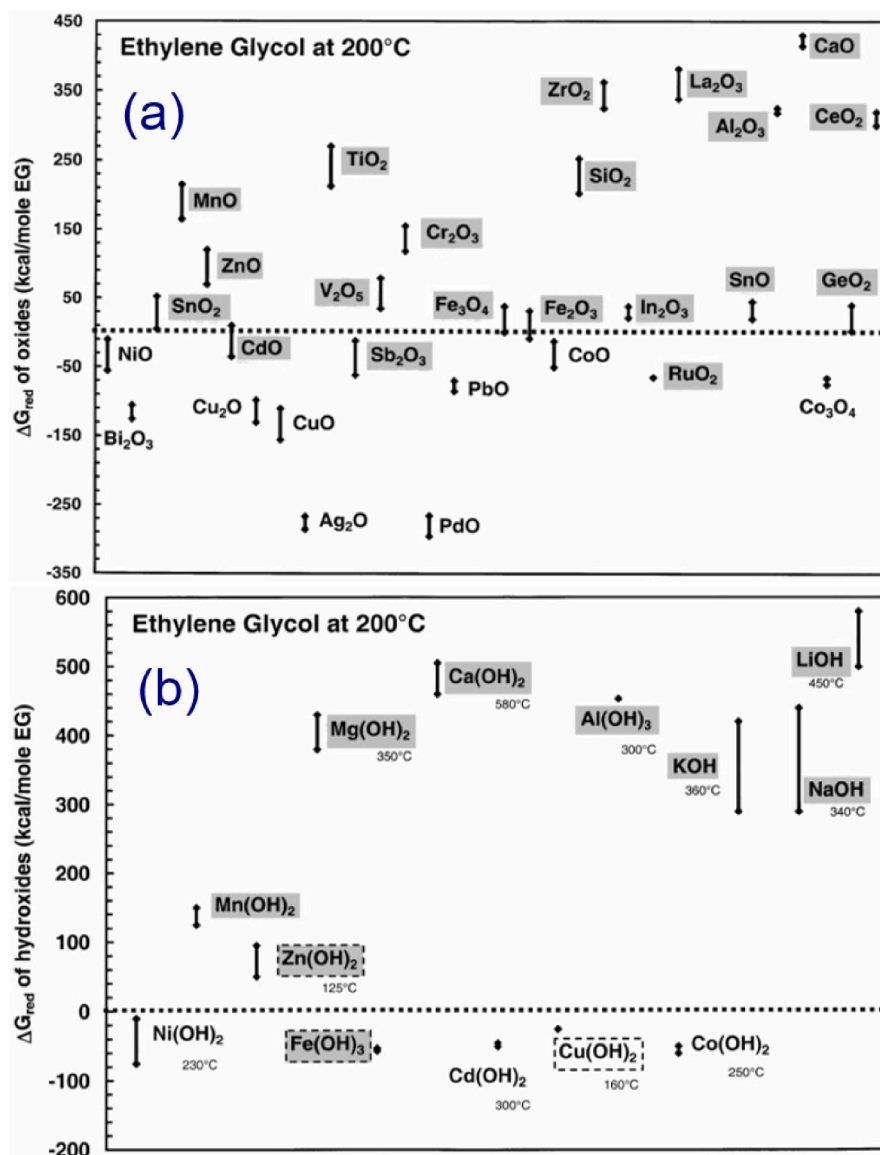 450
350
250
150
50
-50
-150
-250
-350
ΔG_red of oxides (kcal/mole EG)
Ethylene Glycol at 200°C
(a)
CaO
ZrO₂
La₂O₃
Al₂O₃
CeO₂
TiO₂
SiO₂
MnO
Cr₂O₃
ZnO
V₂O₅
SnO₂
Fe₃O₄
Fe₂O₃
In₂O₃
SnO
GeO₂
NiO
CdO
Sb₂O₃
CoO
PbO
RuO₂
Co₃O₄
Cu₂O
CuO
Bi₂O₃
Ag₂O
PdO
600
500
400
300
200
100
0
-100
-200
ΔG_red of hydroxides (kcal/mole EG)
Ethylene Glycol at 200°C
(b)
LiOH
450°C
Ca(OH)₂
580°C
Mg(OH)₂
350°C
Al(OH)₃
300°C
KOH
360°C
NaOH
340°C
Mn(OH)₂
Zn(OH)₂
125°C
Ni(OH)₂
230°C
Fe(OH)₃
Cd(OH)₂
300°C
Cu(OH)₂
160°C
Co(OH)₂
250°C